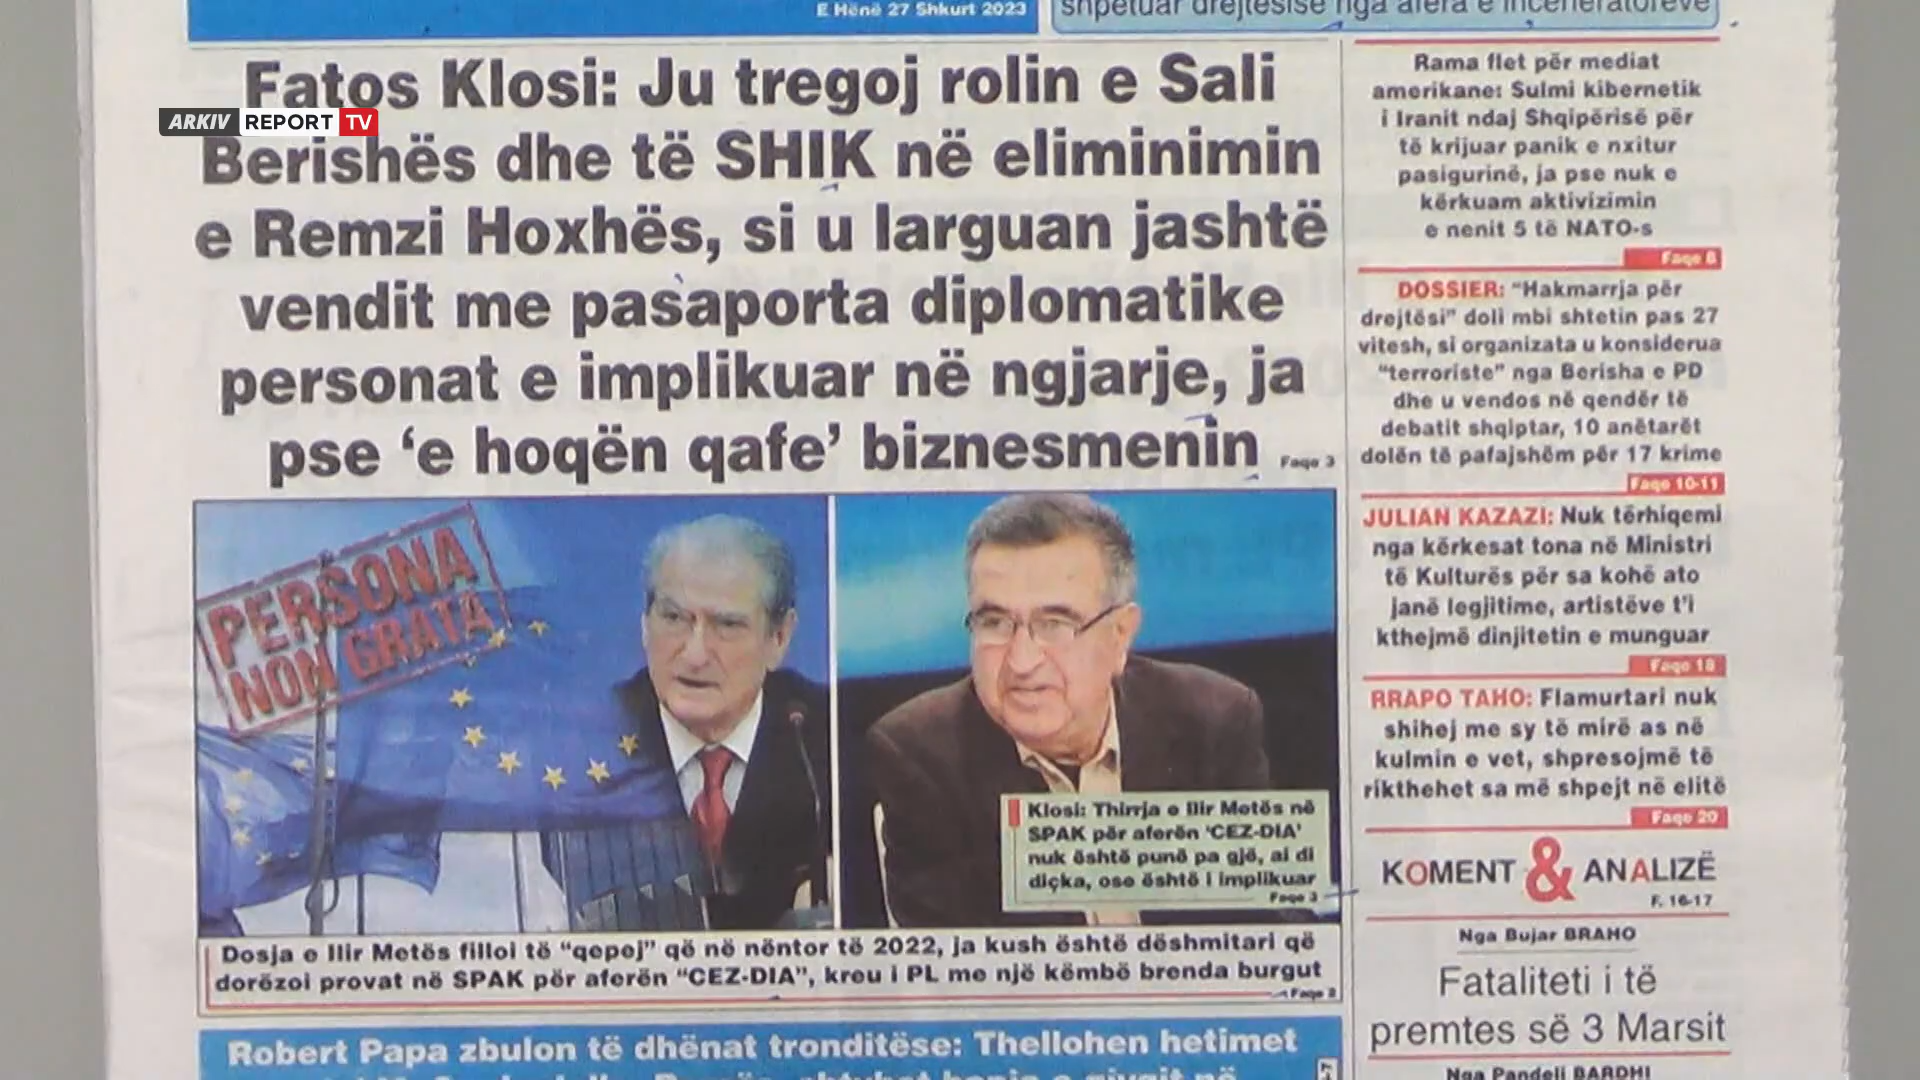 E Hënë 27 Shkurt 2023
shpëtuar drejtësisë nga afera e inceneratorëve
Fatos Klosi: Ju tregoj rolin e Sali
Berishës dhe të SHIK në eliminimin
e Remzi Hoxhës, si u larguan jashtë
vendit me pasaporta diplomatike
personat e implikuar në ngjarje, ja
pse ‘e hoqën qafe’ biznesmenin
Faqe 3
ARKIV REPORT TV
PERSONA
NON GRATA
Klosi: Thirrja e Ilir Metës në
SPAK për aferën ‘CEZ-DIA’
nuk është punë pa gjë, ai di
diçka, ose është i implikuar
Faqe 3
Dosja e Ilir Metës filloi të “qepej” që në nëntor të 2022, ja kush është dëshmitari që
dorëzoi provat në SPAK për aferën “CEZ-DIA”, kreu i PL me një këmbë brenda burgut
Robert Papa zbulon të dhënat tronditëse: Thellohen hetimet
Rama flet për mediat
amerikane: Sulmi kibernetik
i Iranit ndaj Shqipërisë për
të krijuar panik e nxitur
pasigurinë, ja pse nuk e
kërkuam aktivizimin
e nenit 5 të NATO-s
DOSSIER: “Hakmarrja për
drejtësi” doli mbi shtetin pas 27
vitesh, si organizata u konsiderua
“terroriste” nga Berisha e PD
dhe u vendos në qendër të
debatit shqiptar, 10 anëtarët
dolën të pafajshëm për 17 krime
Faqe 10-11
JULIAN KAZAZI: Nuk tërhiqemi
nga kërkesat tona në Ministri
të Kulturës për sa kohë ato
janë legjitime, artistëve t’i
kthejmë dinjitetin e munguar
Faqe 18
RRAPO TAHO: Flamurtari nuk
shihej me sy të mirë as në
kulmin e vet, shpresojmë të
rikthehet sa më shpejt në elitë
Faqe 20
KOMENT & ANALIZË
F. 16-17
Nga Bujar BRAHO
Fataliteti i të
premtes së 3 Marsit
Nga Pandeli BARDHI